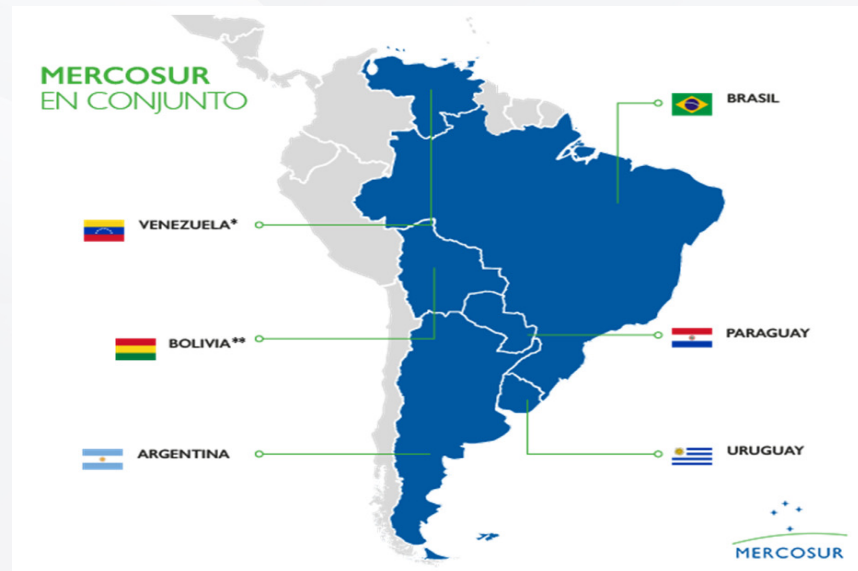 MERCOSUR
EN CONJUNTO
BRASIL
VENEZUELA*
PARAGUAY
BOLIVIA**
ARGENTINA
URUGUAY
MERCOSUR